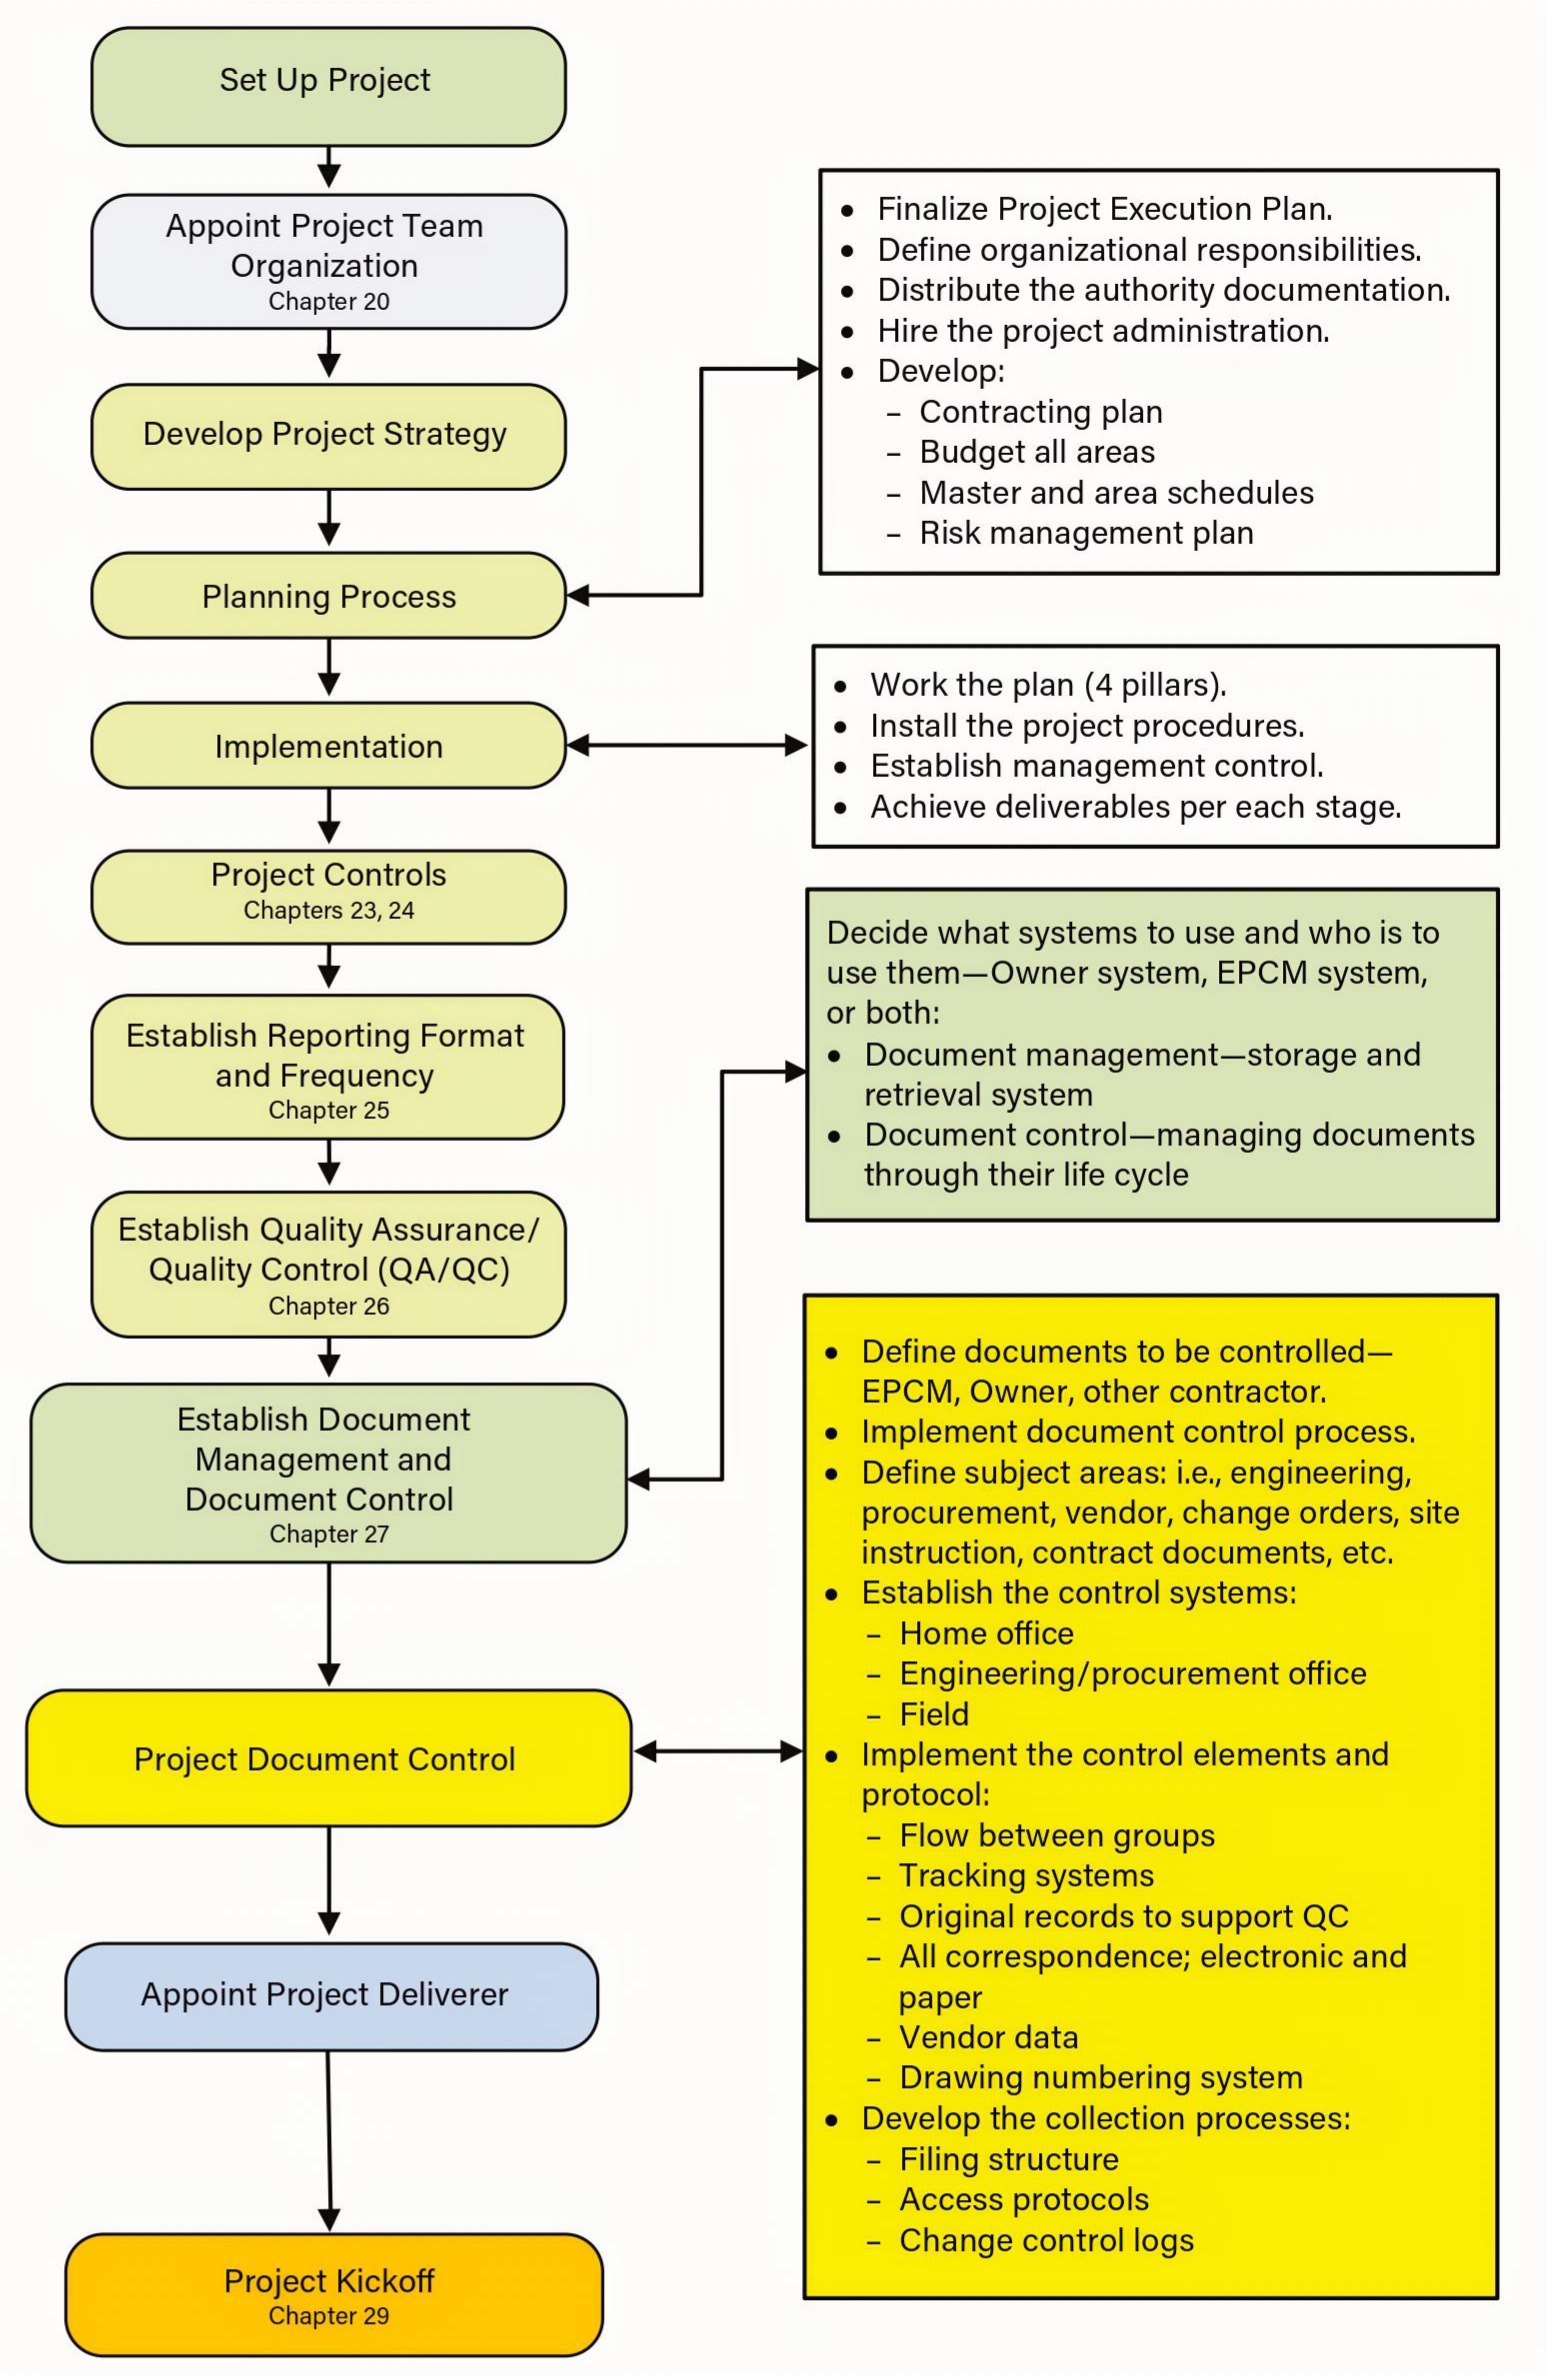 Set Up Project
Appoint Project Team
Organization
Chapter 20
Develop Project Strategy
Planning Process
Implementation
Project Controls
Chapters 23, 24
Establish Reporting Format
and Frequency
Chapter 25
Establish Quality Assurance/
Quality Control (QA/QC)
Chapter 26
Establish Document
Management and
Document Control
Chapter 27
Project Document Control
Appoint Project Deliverer
Project Kickoff
Chapter 29
• Finalize Project Execution Plan.
• Define organizational responsibilities.
• Distribute the authority documentation.
• Hire the project administration.
• Develop:
– Contracting plan
– Budget all areas
– Master and area schedules
– Risk management plan
• Work the plan (4 pillars).
• Install the project procedures.
• Establish management control.
• Achieve deliverables per each stage.
Decide what systems to use and who is to
use them—Owner system, EPCM system,
or both:
• Document management—storage and
retrieval system
• Document control—managing documents
through their life cycle
• Define documents to be controlled—
EPCM, Owner, other contractor.
• Implement document control process.
• Define subject areas: i.e., engineering,
procurement, vendor, change orders, site
instruction, contract documents, etc.
• Establish the control systems:
– Home office
– Engineering/procurement office
– Field
• Implement the control elements and
protocol:
– Flow between groups
– Tracking systems
– Original records to support QC
– All correspondence; electronic and
paper
– Vendor data
– Drawing numbering system
• Develop the collection processes:
– Filing structure
– Access protocols
– Change control logs